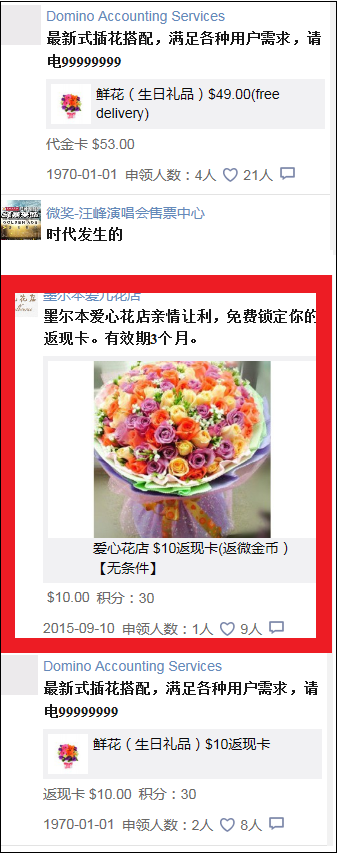 Domino Accounting Services
最新式插花搭配，满足各种用户需求，请
电99999999
鲜花（生日礼品）$49.00(free
delivery)
代金卡 $53.00
1970-01-01 申领人数：4人 21人
微奖-汪峰演唱会售票中心
时代发生的
墨尔本爱心花店
墨尔本爱心花店亲情让利，免费锁定你的
返现卡。有效期3个月。
爱心花店 $10返现卡(返微金币）
【无条件】
$10.00 积分：30
2015-09-10 申领人数：1人 9人
Domino Accounting Services
最新式插花搭配，满足各种用户需求，请
电99999999
鲜花（生日礼品）$10返现卡
返现卡 $10.00 积分：30
1970-01-01 申领人数：2人 8人